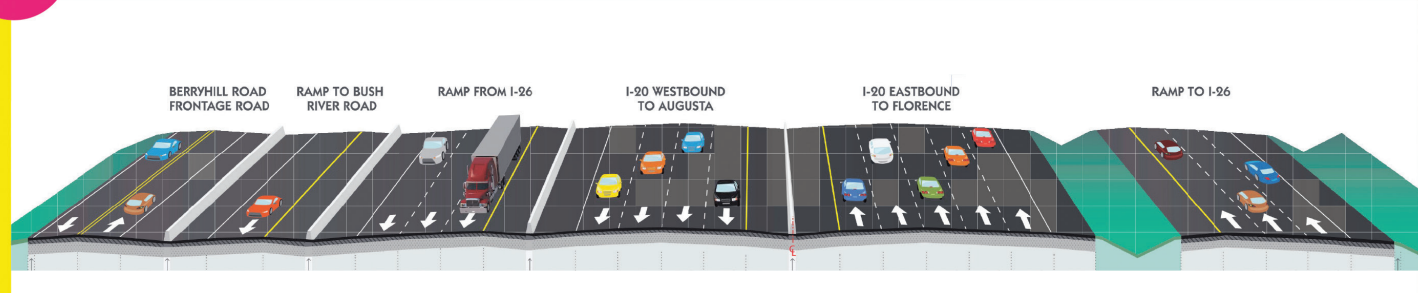 BERRYHILL ROAD
FRONTAGE ROAD
RAMP TO BUSH
RIVER ROAD
RAMP FROM I-26
I-20 WESTBOUND
TO AUGUSTA
I-20 EASTBOUND
TO FLORENCE
RAMP TO I-26